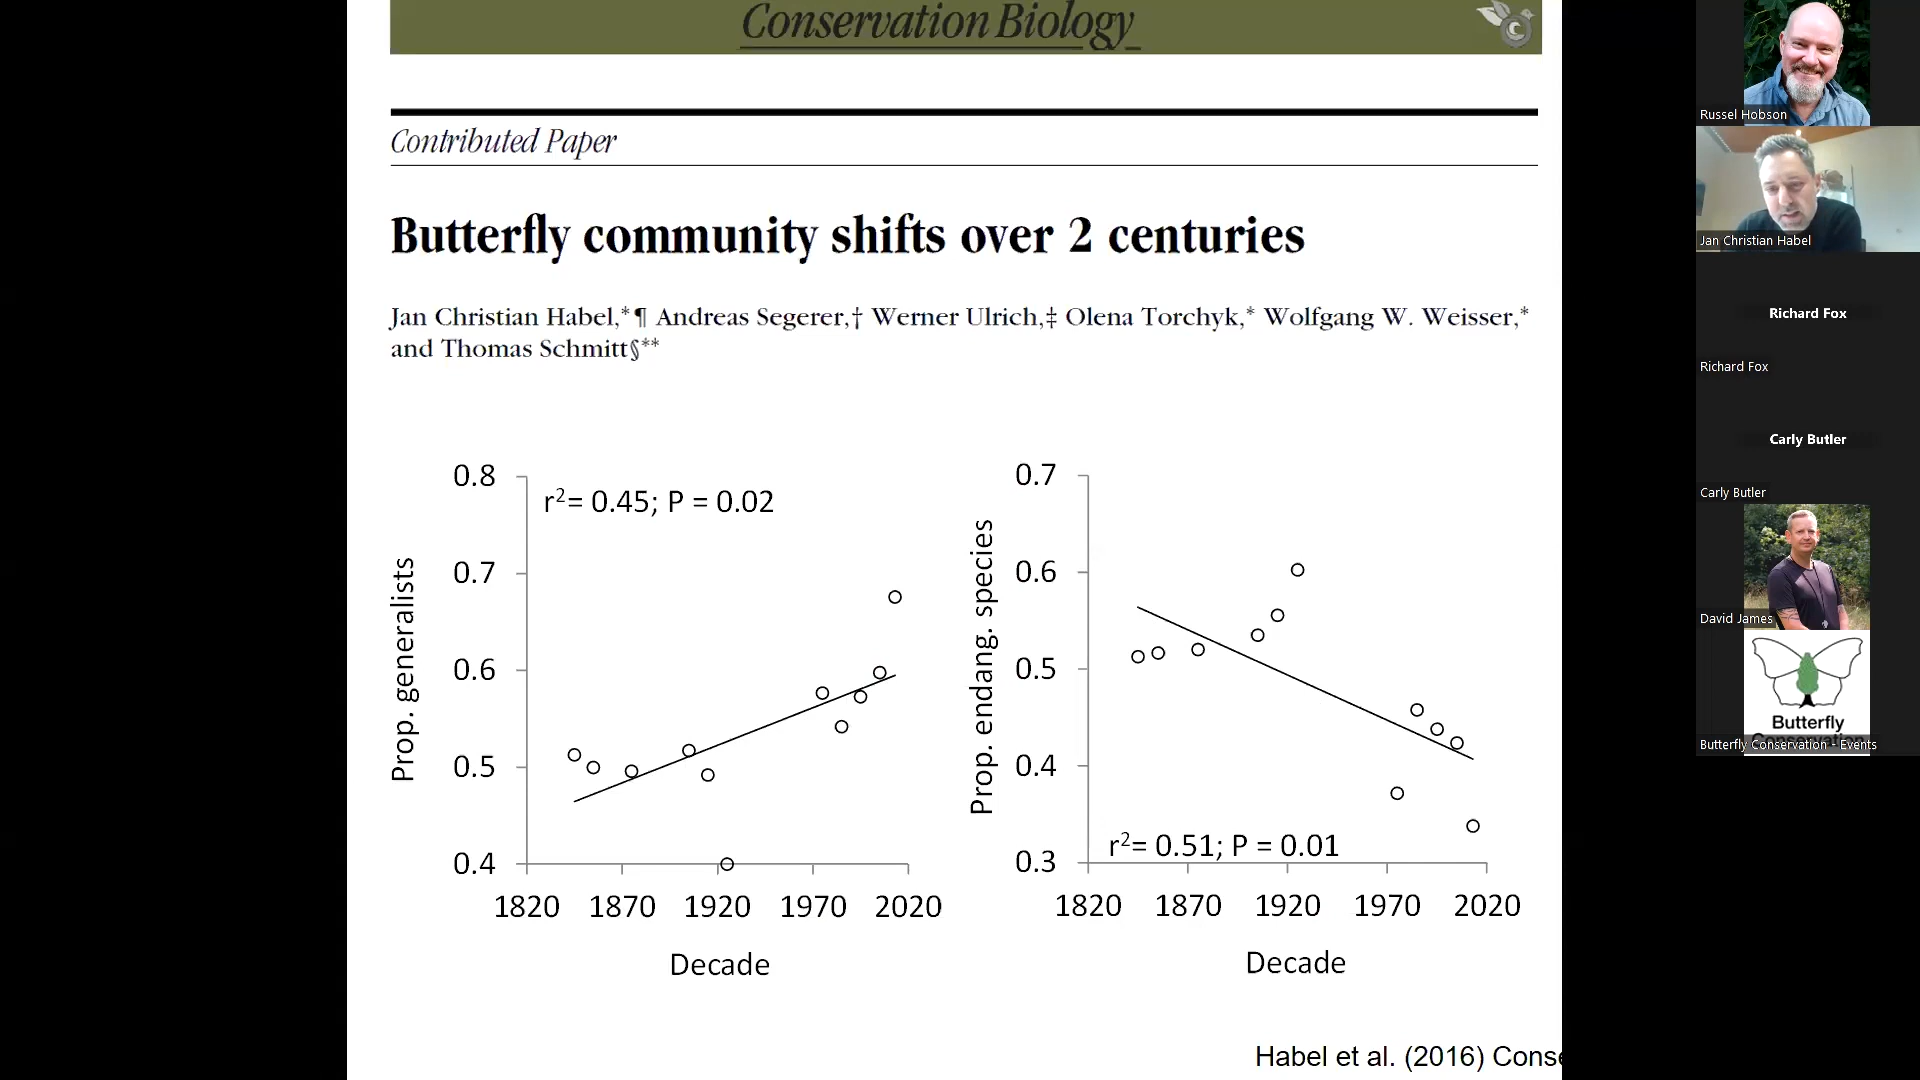 Conservation Biology
Contributed Paper
Butterfly community shifts over 2 centuries
Jan Christian Habel,*¶ Andreas Segerer,† Werner Ulrich,‡ Olena Torchyk,* Wolfgang W. Weisser,*
and Thomas Schmitt§**
0.8
0.7
0.6
0.5
0.4
Prop. generalists
r²= 0.45; P = 0.02
1820 1870 1920 1970 2020
Decade
0.7
0.6
0.5
0.4
0.3
Prop. endang. species
r²= 0.51; P = 0.01
1820 1870 1920 1970 2020
Decade
Habel et al. (2016) Conse
Russel Hobson
Jan Christian Habel
Richard Fox
Richard Fox
Carly Butler
Carly Butler
David James
Butterfly
Conservation
Butterfly Conservation - Events